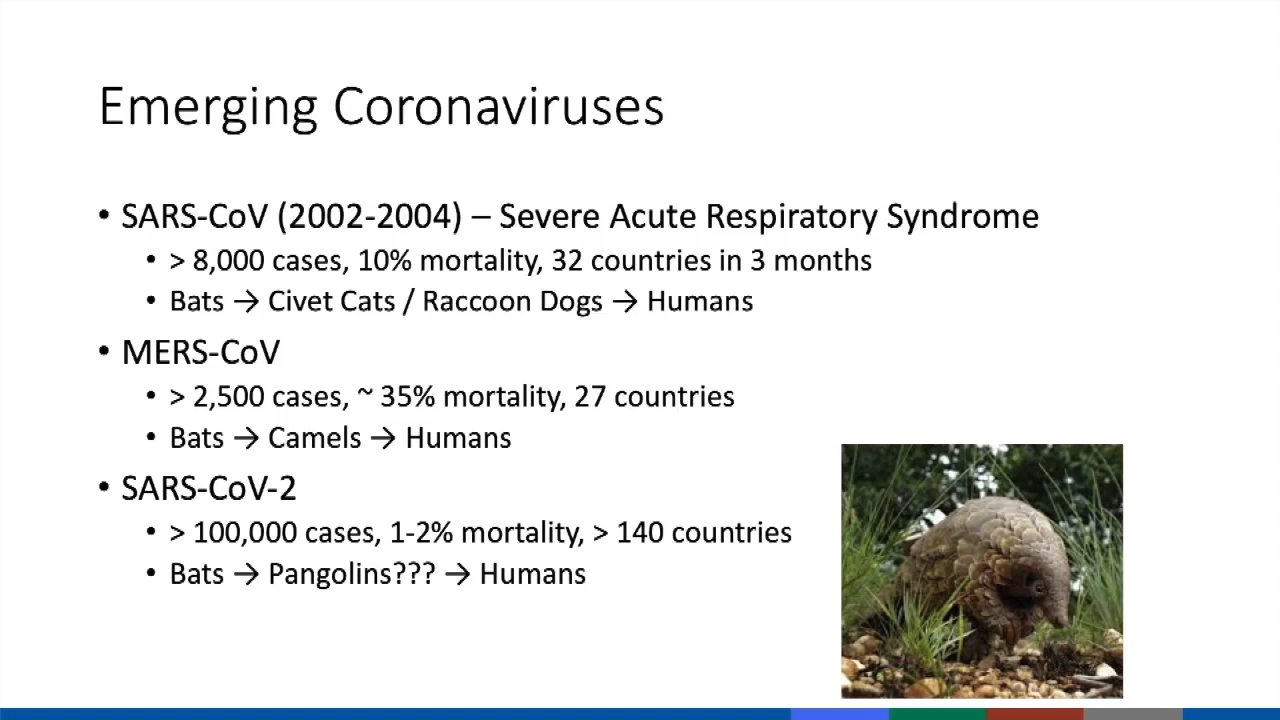 Emerging Coronaviruses
• SARS-CoV (2002-2004) – Severe Acute Respiratory Syndrome
• > 8,000 cases, 10% mortality, 32 countries in 3 months
• Bats → Civet Cats / Raccoon Dogs → Humans
• MERS-CoV
• > 2,500 cases, ~ 35% mortality, 27 countries
• Bats → Camels → Humans
• SARS-CoV-2
• > 100,000 cases, 1-2% mortality, > 140 countries
• Bats → Pangolins??? → Humans